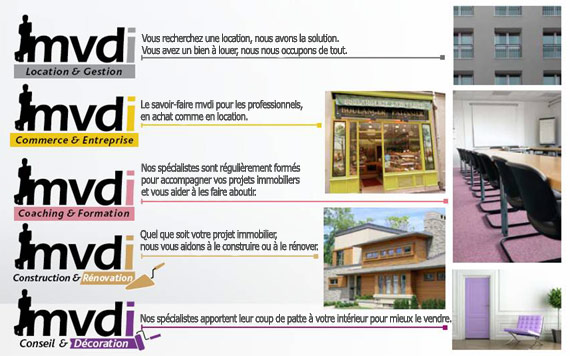 mvdi
Location & Gestion
Vous recherchez une location, nous avons la solution.
Vous avez un bien à louer, nous nous occupons de tout.
mvdi
Commerce & Entreprise
Le savoir-faire mvdi pour les professionnels,
en achat comme en location.
BOULANGERIE PATISSERIE
mvdi
Coaching & Formation
Nos spécialistes sont régulièrement formés
pour accompagner vos projets immobiliers
et vous aider à les faire aboutir.
mvdi
Construction & Rénovation
Quel que soit votre projet immobilier,
nous vous aidons à le construire ou à le rénover.
mvdi
Conseil & Décoration
Nos spécialistes apportent leur coup de patte à votre intérieur pour mieux le vendre.